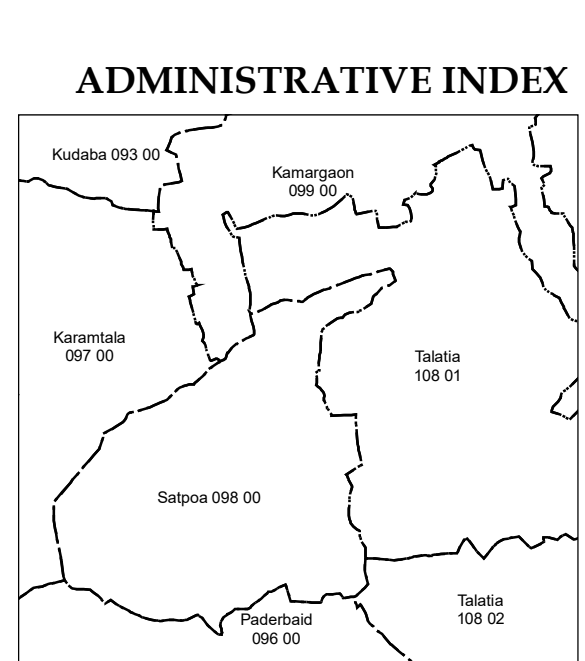 ADMINISTRATIVE INDEX
Kudaba 093 00
Kamargaon
099 00
Karamtala
097 00
Talatia
108 01
Satpoa 098 00
Talatia
108 02
Paderbaid
096 00